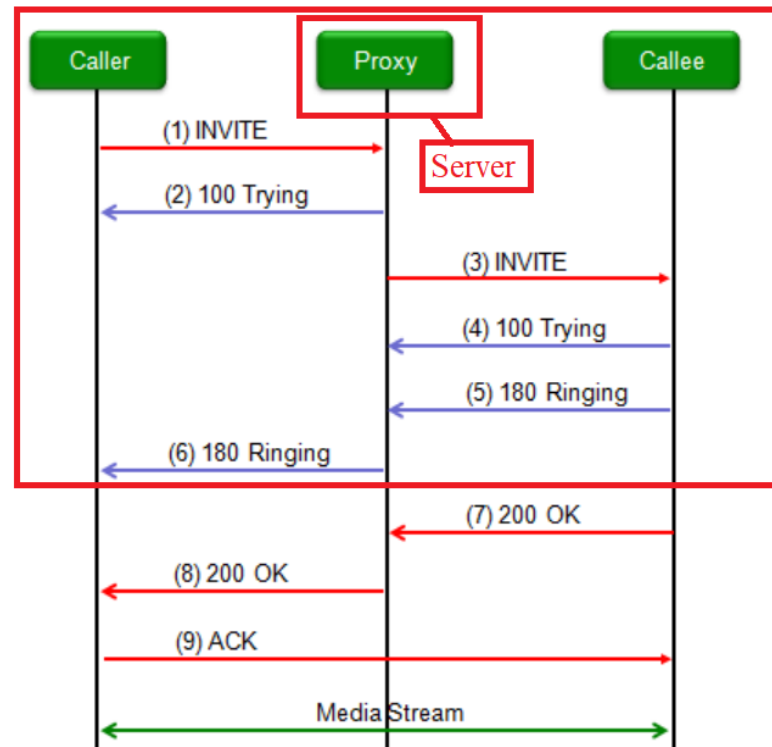 Caller
Proxy
Callee
(1) INVITE
Server
(2) 100 Trying
(3) INVITE
(4) 100 Trying
(5) 180 Ringing
(6) 180 Ringing
(7) 200 OK
(8) 200 OK
(9) ACK
Media Stream